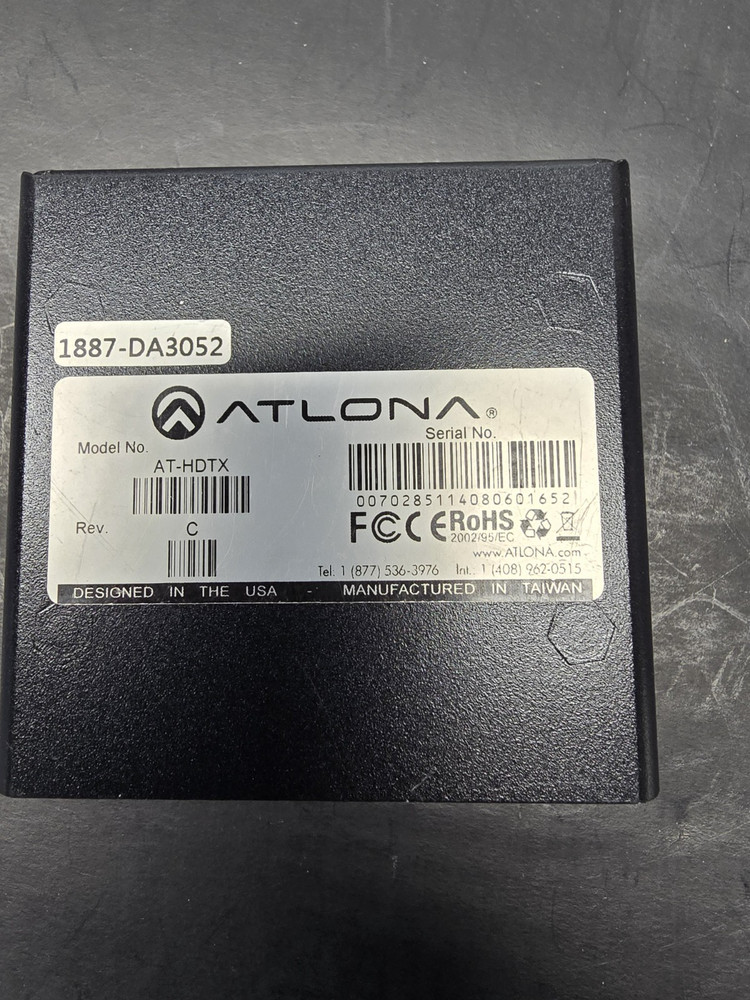 1887-DA3052
ATLONA®
Model No.
AT-HDTX
Serial No.
0070285114080601652
Rev.
C
FC CE RoHS
2002/95/EC
www.ATLONA.com
Tel: 1 (877) 536-3976 Int.: 1 (408) 962-0515
DESIGNED IN THE USA -- MANUFACTURED IN TAIWAN